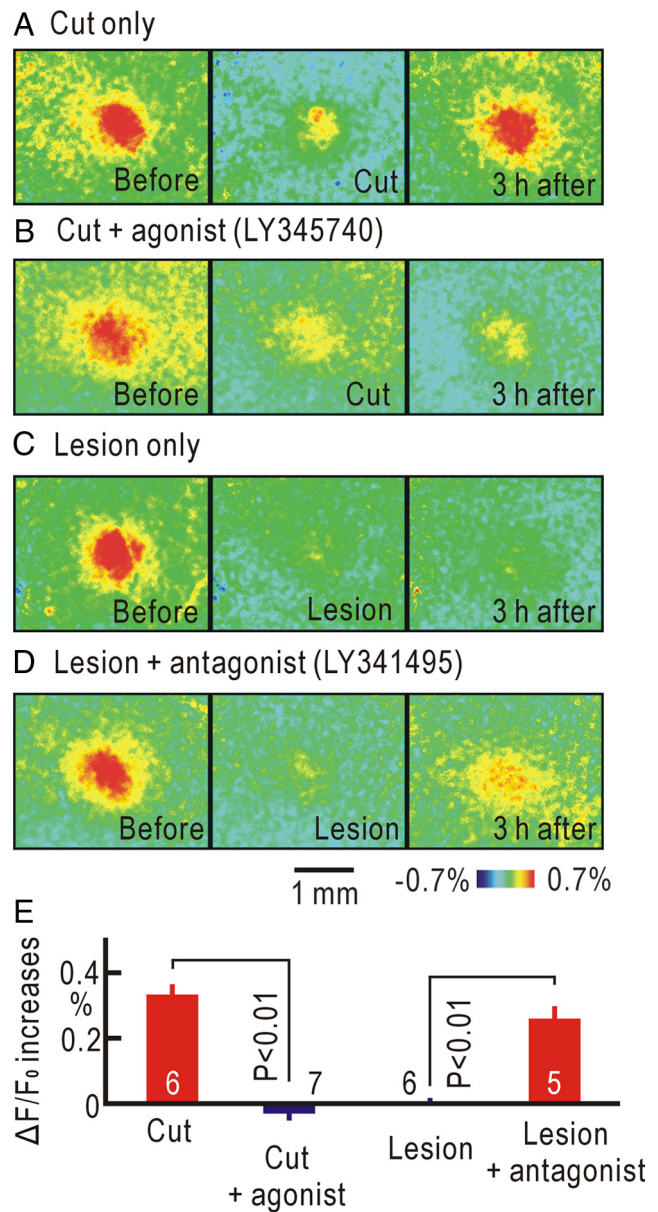 A Cut only
Before Cut 3 h after
B Cut + agonist (LY345740)
Before Cut 3 h after
C Lesion only
Before Lesion 3 h after
D Lesion + antagonist (LY341495)
Before Lesion 3 h after
1 mm -0.7% 0.7%
E
ΔF/F₀ increases
0.4
%
0.2
0
P<0.01
P<0.01
6 7 6 5
Cut
Cut
+ agonist
Lesion
Lesion
+ antagonist